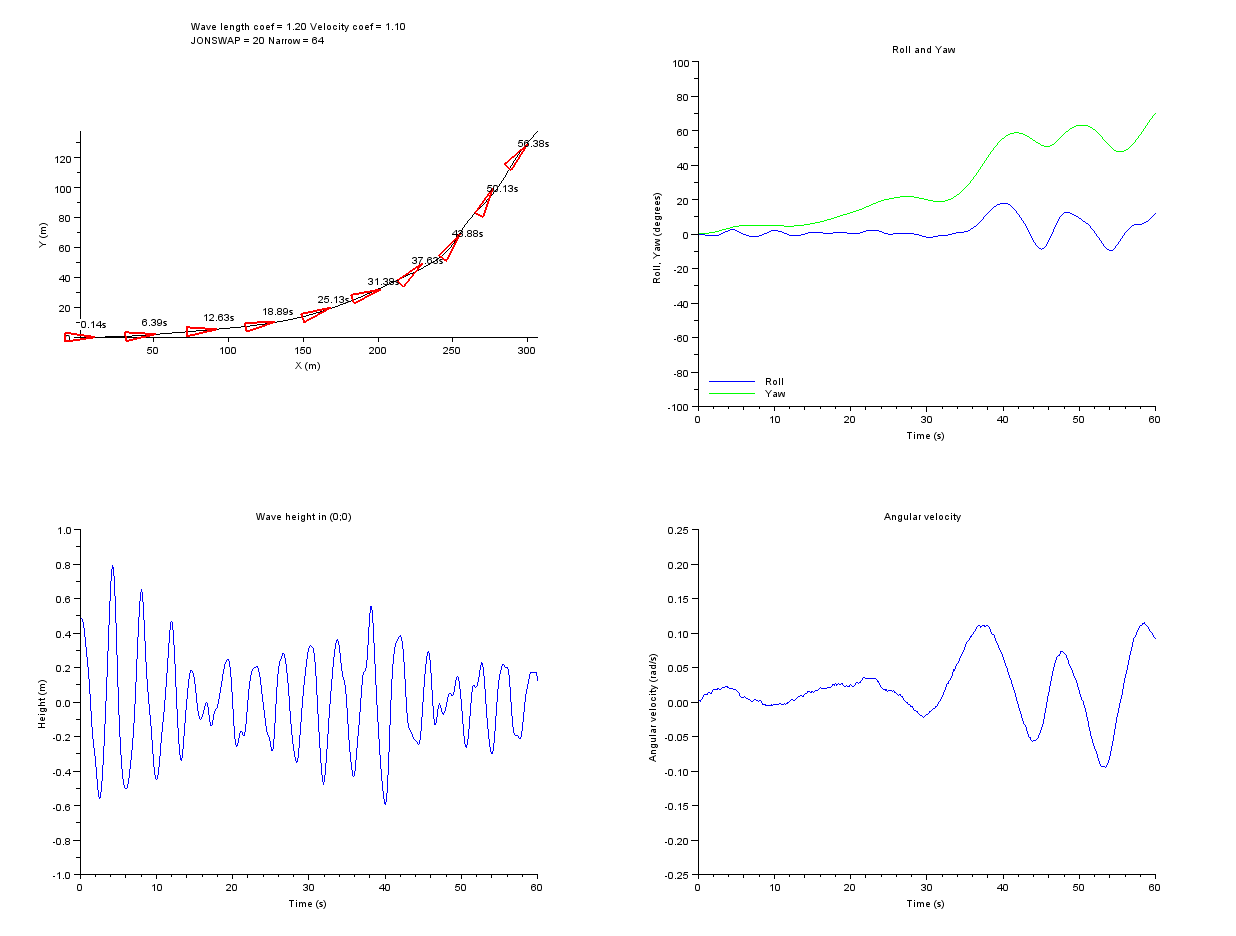 Wave length coef = 1.20 Velocity coef = 1.10
JONSWAP = 20 Narrow = 64
120
100
80
60
40
20
0
Y (m)
0.14s
6.39s
12.63s
18.89s
25.13s
31.38s
37.63s
43.88s
50.13s
56.38s
50
100
150
200
250
300
X (m)
Roll and Yaw
100
80
60
40
20
0
-20
-40
-60
-80
-100
Roll, Yaw (degrees)
Roll
Yaw
0
10
20
30
40
50
60
Time (s)
Wave height in (0;0)
1.0
0.8
0.6
0.4
0.2
0.0
-0.2
-0.4
-0.6
-0.8
-1.0
Height (m)
0
10
20
30
40
50
60
Time (s)
Angular velocity
0.25
0.20
0.15
0.10
0.05
0.00
-0.05
-0.10
-0.15
-0.20
-0.25
Angular velocity (rad/s)
0
10
20
30
40
50
60
Time (s)